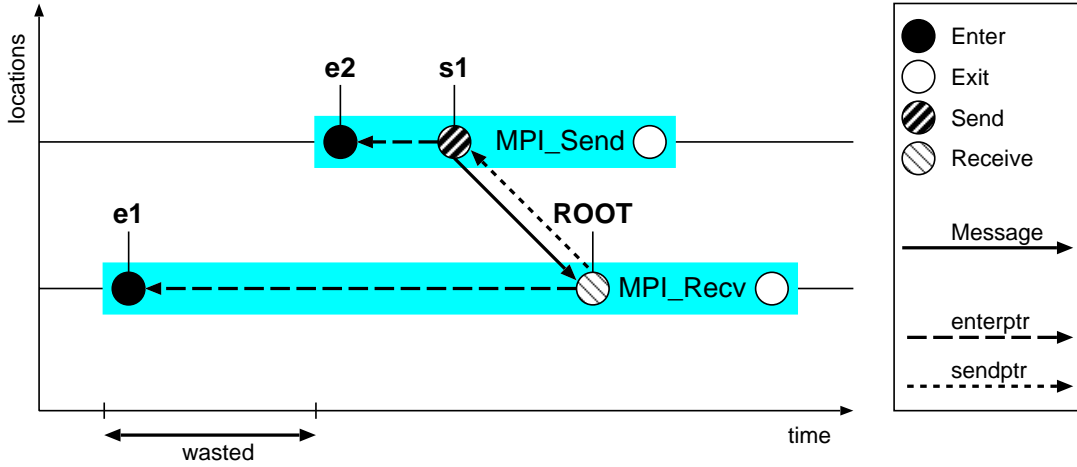 locations
e2
s1
MPI_Send
e1
ROOT
MPI_Recv
wasted
time
Enter
Exit
Send
Receive
Message
enterptr
sendptr